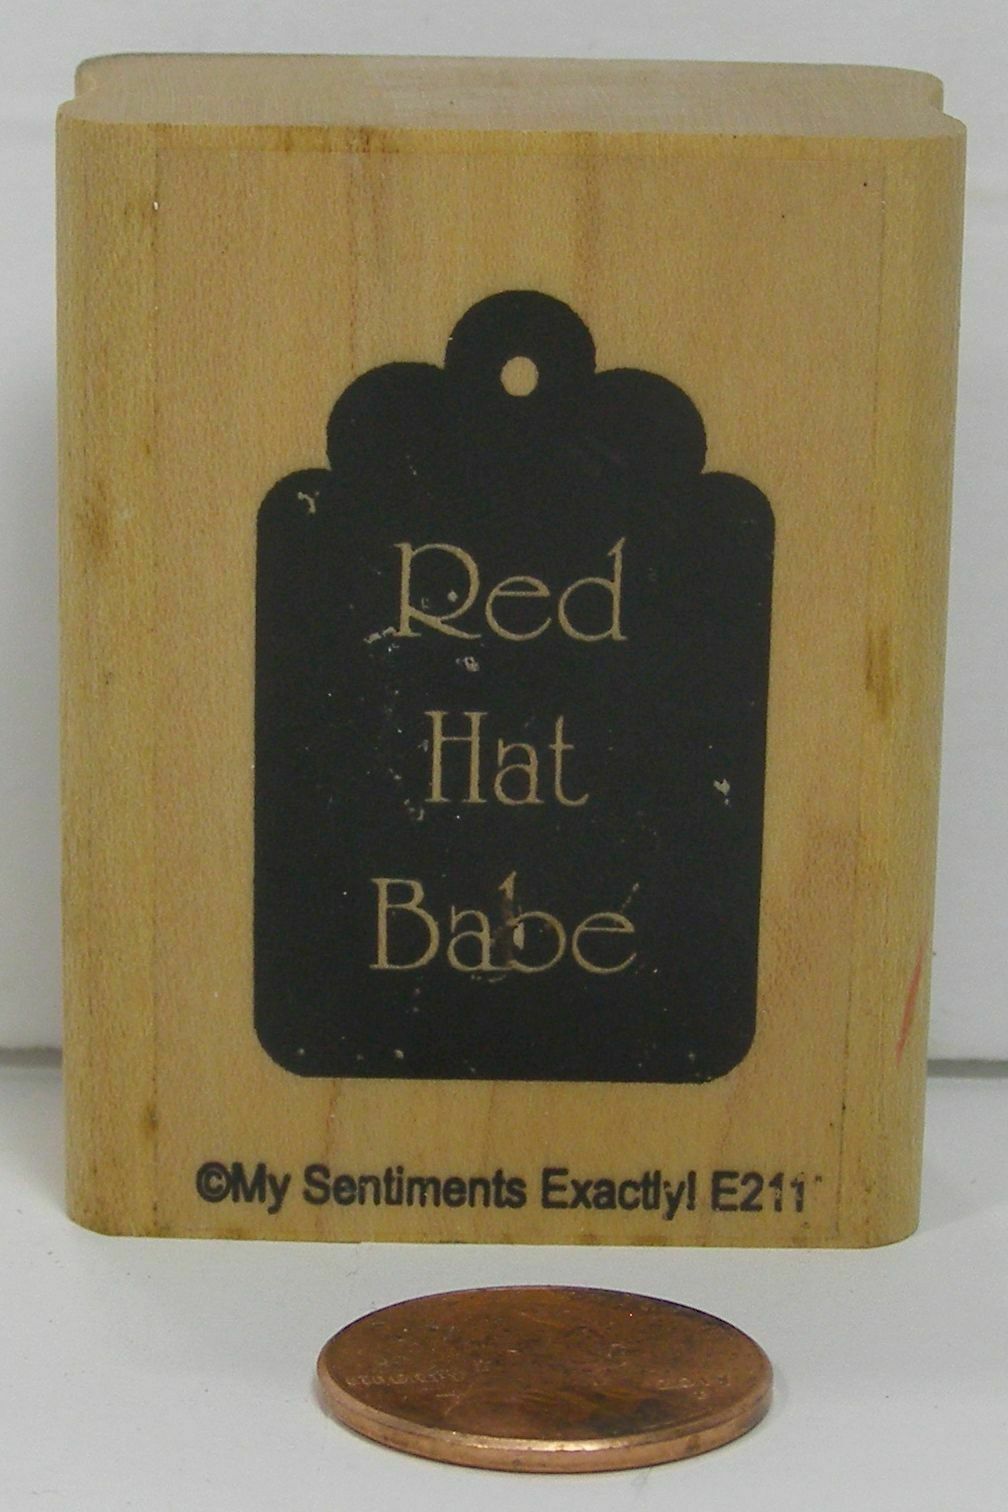 Red
Hat
Babe
©My Sentiments Exactly! E211